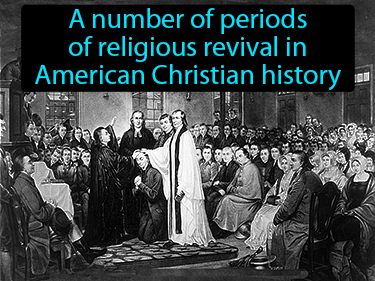 A number of periods
of religious revival in
American Christian history